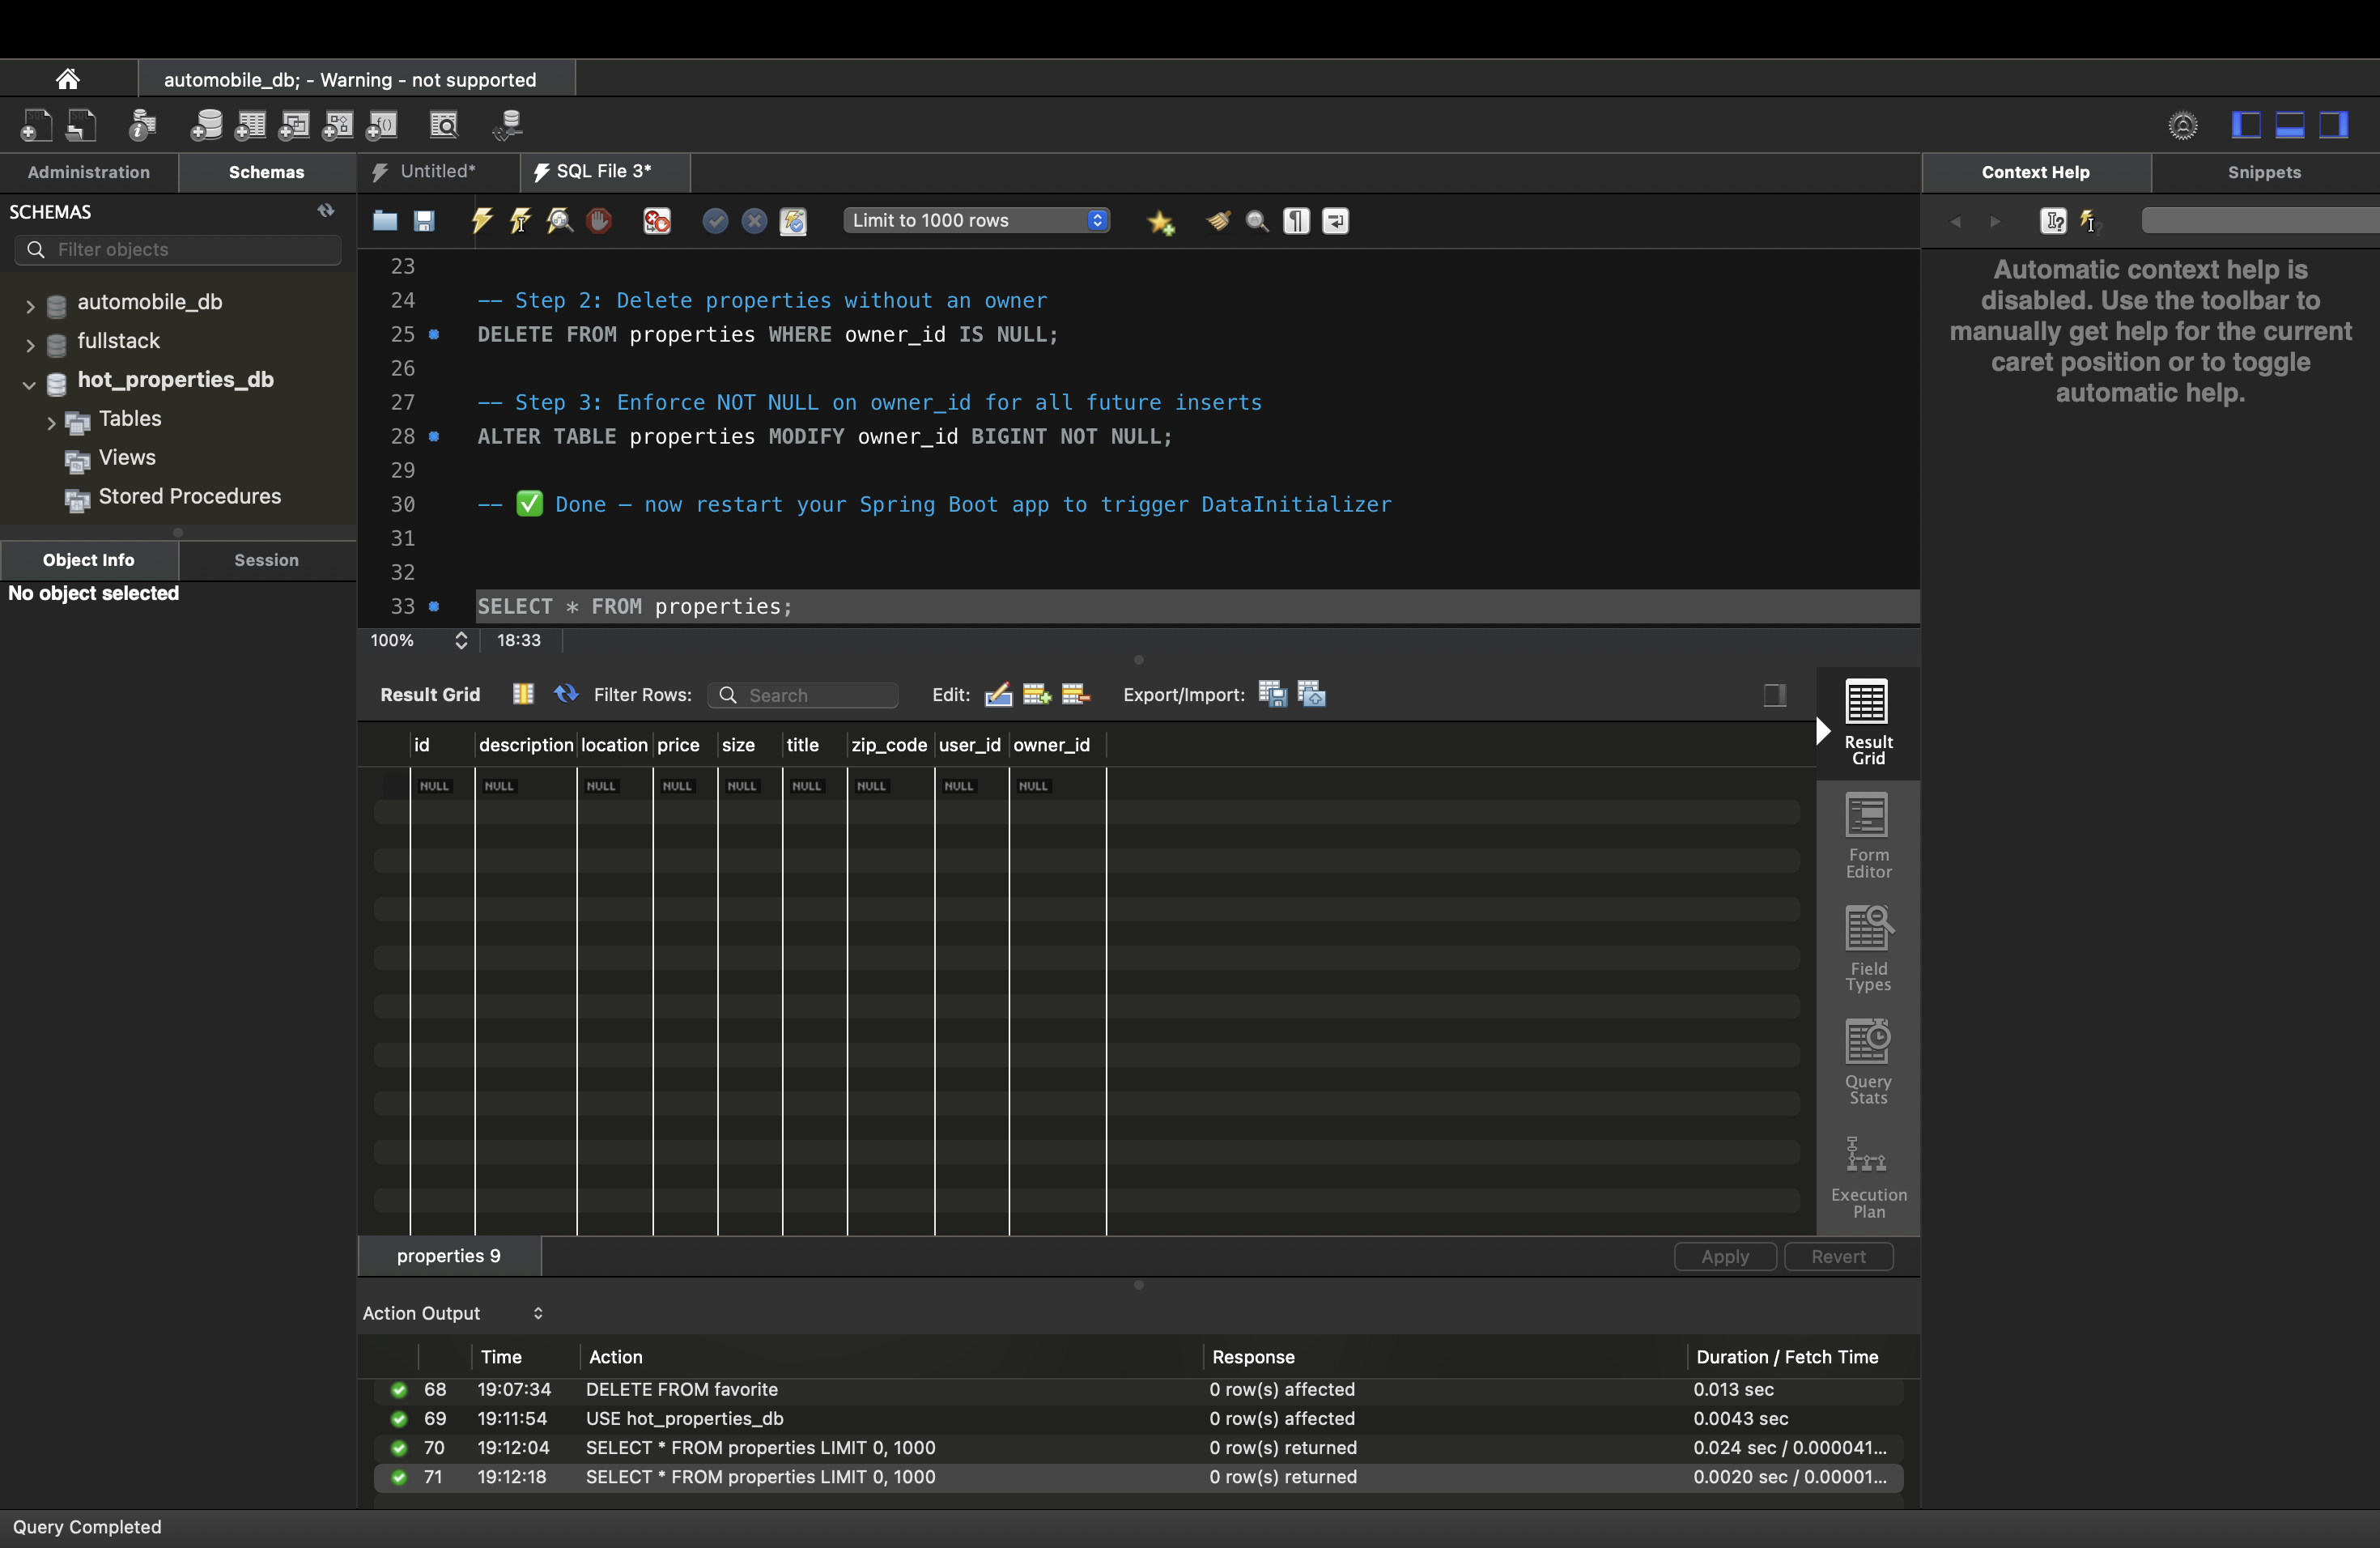 automobile_db; - Warning - not supported
Administration
Schemas
Untitled*
SQL File 3*
Context Help
Snippets
SCHEMAS
Filter objects
Limit to 1000 rows
automobile_db
fullstack
hot_properties_db
Tables
Views
Stored Procedures
Object Info
Session
No object selected
23
24 -- Step 2: Delete properties without an owner
25 DELETE FROM properties WHERE owner_id IS NULL;
26
27 -- Step 3: Enforce NOT NULL on owner_id for all future inserts
28 ALTER TABLE properties MODIFY owner_id BIGINT NOT NULL;
29
30 -- ✅ Done — now restart your Spring Boot app to trigger DataInitializer
31
32
33 SELECT * FROM properties;
100% 18:33
Automatic context help is
disabled. Use the toolbar to
manually get help for the current
caret position or to toggle
automatic help.
Result Grid Filter Rows: Search Edit: Export/Import:
id description location price size title zip_code user_id owner_id
NULL NULL NULL NULL NULL NULL NULL NULL NULL
Result
Grid
Form
Editor
Field
Types
Query
Stats
Execution
Plan
properties 9
Apply Revert
Action Output
Time Action Response Duration / Fetch Time
68 19:07:34 DELETE FROM favorite 0 row(s) affected 0.013 sec
69 19:11:54 USE hot_properties_db 0 row(s) affected 0.0043 sec
70 19:12:04 SELECT * FROM properties LIMIT 0, 1000 0 row(s) returned 0.024 sec / 0.000041...
71 19:12:18 SELECT * FROM properties LIMIT 0, 1000 0 row(s) returned 0.0020 sec / 0.00001...
Query Completed